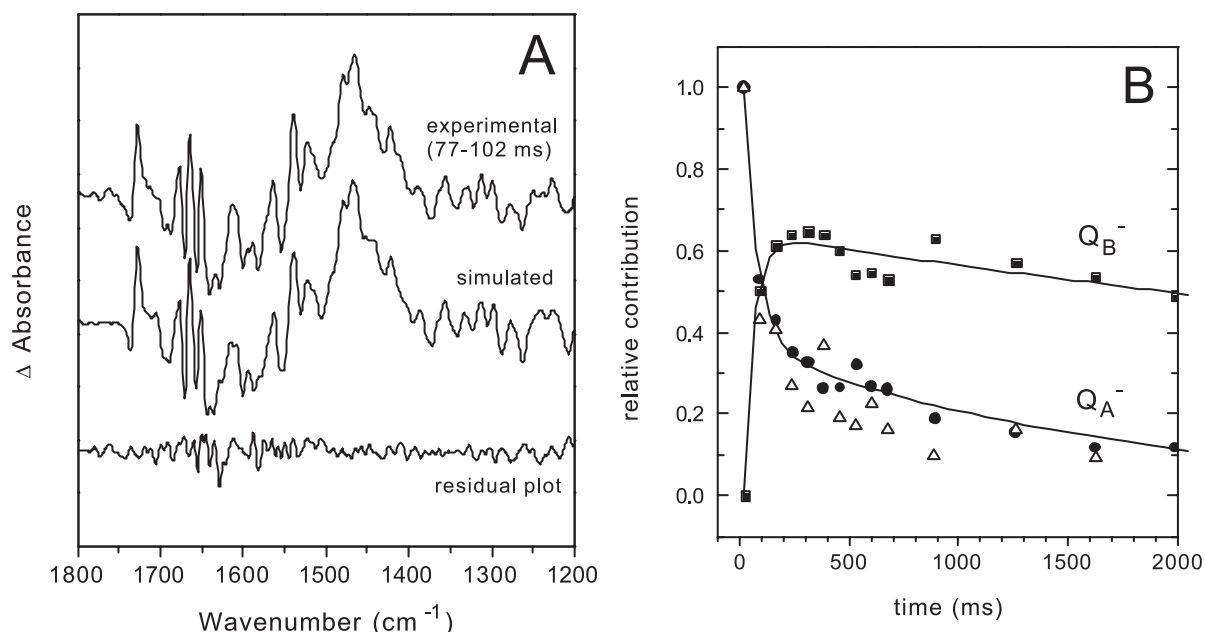 A
experimental
(77-102 ms)
simulated
residual plot
Δ Absorbance
1800 1700 1600 1500 1400 1300 1200
Wavenumber (cm⁻¹)
B
1.0
0.8
0.6
0.4
0.2
0.0
Q_B⁻
Q_A⁻
relative contribution
0 500 1000 1500 2000
time (ms)